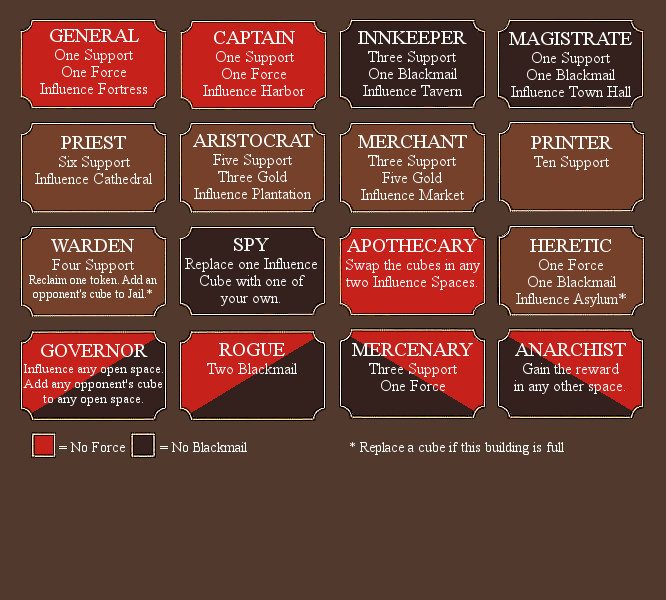 GENERAL
One Support
One Force
Influence Fortress
CAPTAIN
One Support
One Force
Influence Harbor
INNKEEPER
Three Support
One Blackmail
Influence Tavern
MAGISTRATE
One Support
One Blackmail
Influence Town Hall
PRIEST
Six Support
Influence Cathedral
ARISTOCRAT
Five Support
Three Gold
Influence Plantation
MERCHANT
Three Support
Five Gold
Influence Market
PRINTER
Ten Support
WARDEN
Four Support
Reclaim one token. Add an
opponent's cube to Jail.*
SPY
Replace one Influence
Cube with one of
your own.
APOTHECARY
Swap the cubes in any
two Influence Spaces.
HERETIC
One Force
One Blackmail
Influence Asylum*
GOVERNOR
Influence any open space.
Add any opponent's cube
to any open space.
ROGUE
Two Blackmail
MERCENARY
Three Support
One Force
ANARCHIST
Gain the reward
in any other space.
= No Force
= No Blackmail
* Replace a cube if this building is full